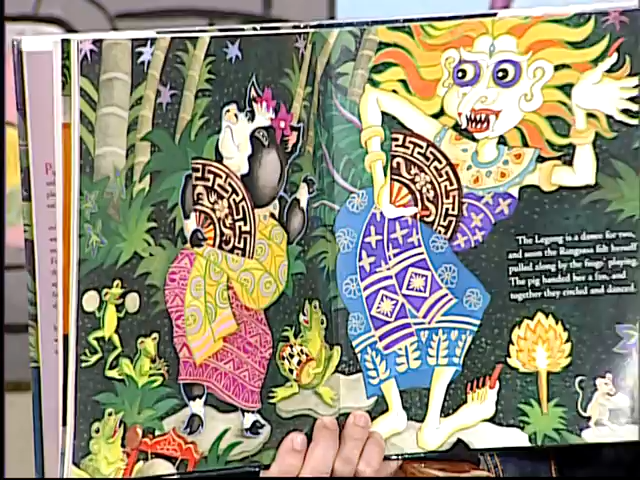 The Legong is a dance for two,
and soon the Rangsasa felt herself
pulled along by the frogs' playing.
The pig handed her a fan, and
together they circled and danced.